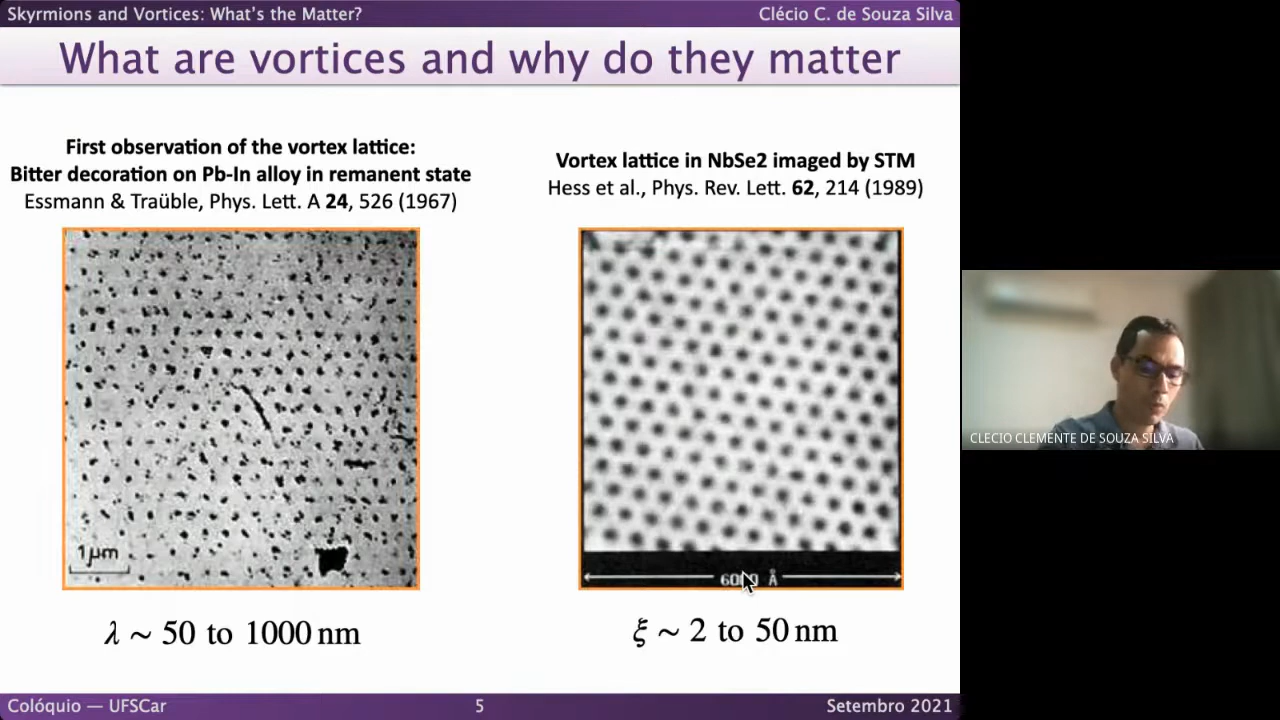 Skyrmions and Vortices: What's the Matter?
Clécio C. de Souza Silva
What are vortices and why do they matter
First observation of the vortex lattice:
Bitter decoration on Pb-In alloy in remanent state
Essmann & Traüble, Phys. Lett. A 24, 526 (1967)
1μm
λ ~ 50 to 1000 nm
Vortex lattice in NbSe2 imaged by STM
Hess et al., Phys. Rev. Lett. 62, 214 (1989)
Å
ξ ~ 2 to 50 nm
CLECIO CLEMENTE DE SOUZA SILVA
Colóquio — UFSCar
5
Setembro 2021